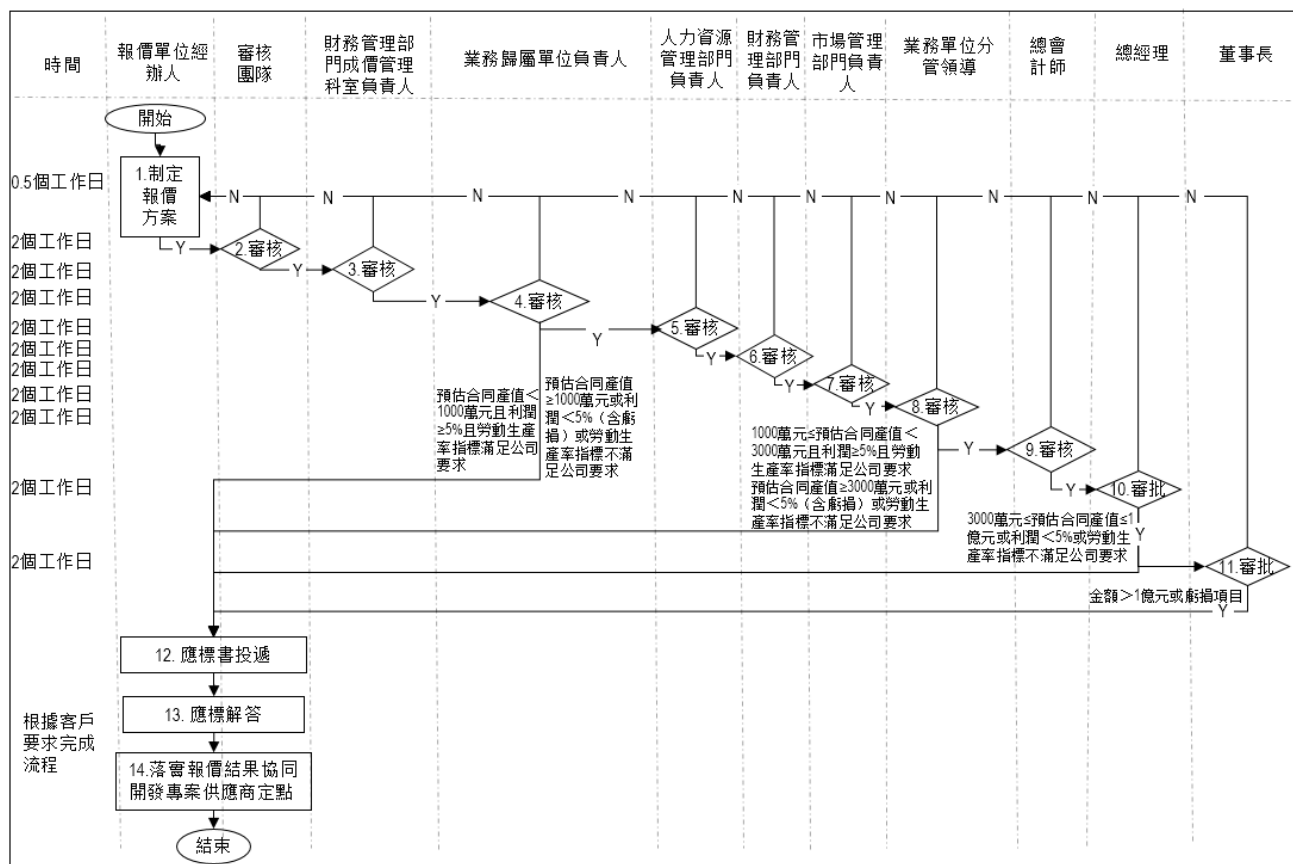 時間
報價單位經
辦人
審核
團隊
財務管理部
門成價管理
科室負責人
業務歸屬單位負責人
人力資源
管理部門
負責人
財務管
理部門
負責人
市場管理
部門負責
人
業務單位分
管領導
總會
計師
總經理
董事長
開始
0.5個工作日
1.制定
報價
方案
N
N
N
N
N
N
N
N
N
N
2個工作日
Y
2.審核
2個工作日
Y
3.審核
2個工作日
Y
4.審核
2個工作日
Y
5.審核
2個工作日
Y
6.審核
2個工作日
Y
7.審核
2個工作日
Y
8.審核
2個工作日
預估合同產值＜
1000萬元且利潤
≥5%且勞動生產
率指標滿足公司
要求
預估合同產值
≥1000萬元或利
潤＜5%（含虧
損）或勞動生
產率指標不滿
足公司要求
1000萬元≤預估合同產值＜
3000萬元且利潤≥5%且勞動
生產率指標滿足公司要求
預估合同產值≥3000萬元或利
潤＜5%（含虧損）或勞動生
產率指標不滿足公司要求
Y
9.審核
2個工作日
Y
10.審批
3000萬元≤預估合同產值≤1
億元或利潤＜5%或勞動生
產率指標不滿足公司要求
Y
2個工作日
11.審批
金額＞1億元或虧損項目
Y
12. 應標書投遞
13. 應標解答
根據客戶
要求完成
流程
14.落實報價結果協同
開發專案供應商定點
結束